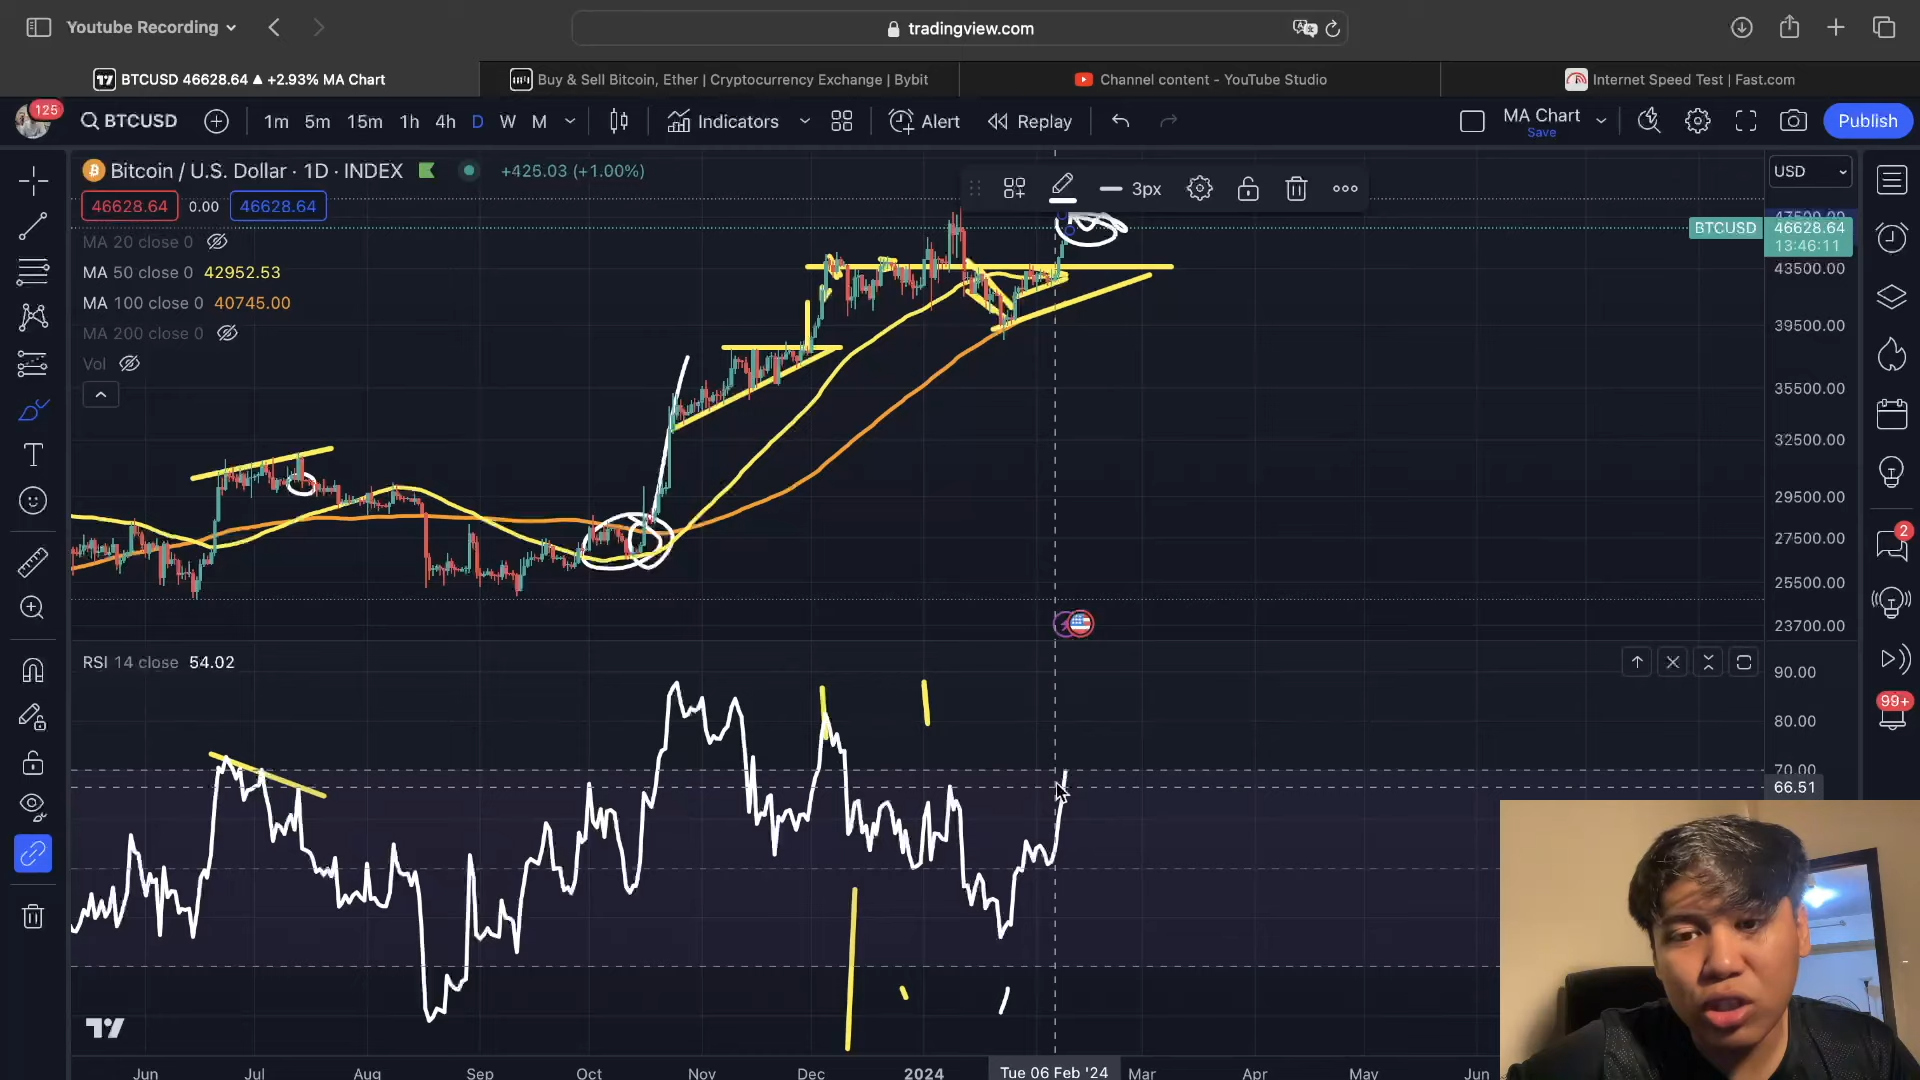 Youtube Recording
tradingview.com
BTCUSD 46628.64 ▲ +2.93% MA Chart
Buy & Sell Bitcoin, Ether | Cryptocurrency Exchange | Bybit
Channel content - YouTube Studio
Internet Speed Test | Fast.com
125
BTCUSD
1m 5m 15m 1h 4h D W M
Indicators
Alert
Replay
MA Chart
Save
Publish
Bitcoin / U.S. Dollar · 1D · INDEX
+425.03 (+1.00%)
3px
USD
46628.64 0.00 46628.64
MA 20 close 0
MA 50 close 0 42952.53
MA 100 close 0 40745.00
MA 200 close 0
Vol
47500.00
BTCUSD 46628.64
13:46:11
43500.00
39500.00
35500.00
32500.00
29500.00
27500.00
25500.00
23700.00
2
99+
RSI 14 close 54.02
90.00
80.00
70.00
66.51
Jun Jul Aug Sep Oct Nov Dec 2024 Tue 06 Feb '24 Mar Apr May Jun